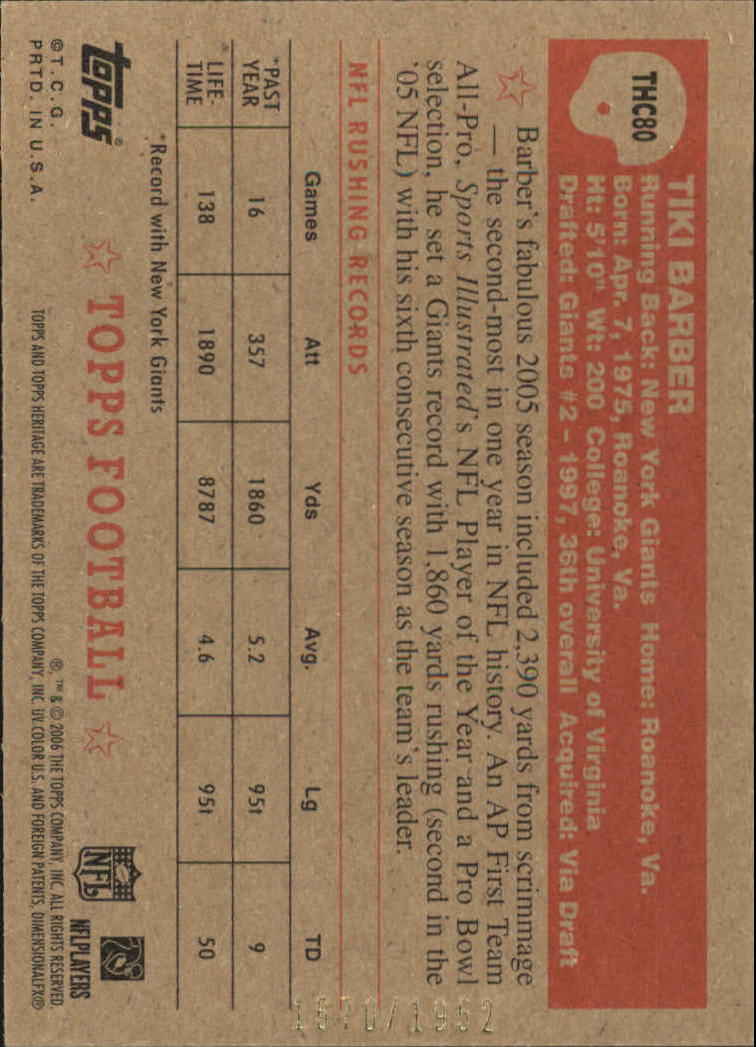 THC80
TIKI BARBER
Running Back: New York Giants Home: Roanoke, Va.
Born: Apr. 7, 1975, Roanoke, Va.
Ht: 5'10" Wt: 200 College: University of Virginia
Drafted: Giants #2 - 1997, 36th overall Acquired: Via Draft
Barber's fabulous 2005 season included 2,390 yards from scrimmage
— the second-most in one year in NFL history. An AP First Team
All-Pro, Sports Illustrated's NFL Player of the Year and a Pro Bowl
selection, he set a Giants record with 1,860 yards rushing (second in the
'05 NFL) with his sixth consecutive season as the team's leader.
NFL RUSHING RECORDS
Games Att Yds Avg. Lg TD
*PAST YEAR 16 357 1860 5.2 95t 9
*LIFE-TIME 138 1890 8787 4.6 95t 50
*Record with New York Giants
1670/1952
topps®
☆ TOPPS FOOTBALL ☆
NFL
NFLPLAYERS
©T.C.G.
PRTD. IN U.S.A.
®, ™ & © 2006 THE TOPPS COMPANY, INC. ALL RIGHTS RESERVED.
TOPPS AND TOPPS HERITAGE ARE TRADEMARKS OF THE TOPPS COMPANY, INC. UV COLOR U.S. AND FOREIGN PATENTS, DIMENSIONALFX®